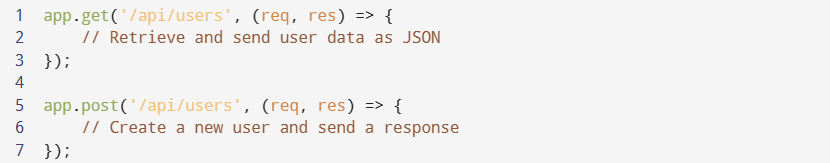 1 app.get('/api/users', (req, res) => {
2     // Retrieve and send user data as JSON
3 });
4
5 app.post('/api/users', (req, res) => {
6     // Create a new user and send a response
7 });